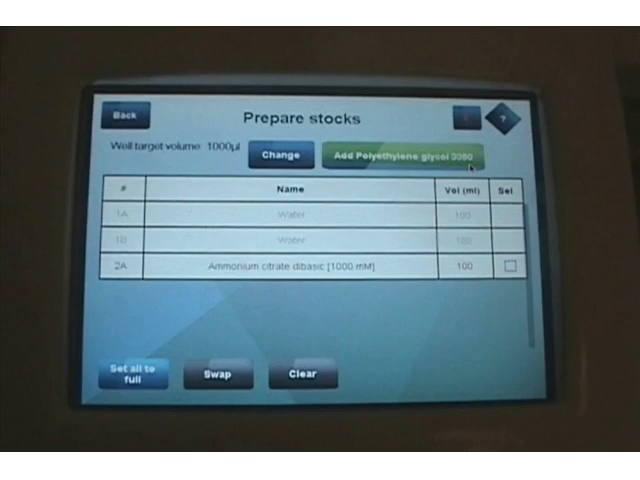 Back
Prepare stocks
?
Well target volume: 1000µl
Change
Add Polyethylene glycol 3350
# Name Vol (ml) Sel
1A Water 100
1B Water 100
2A Ammonium citrate dibasic [1000 mM] 100
Set all to full
Swap
Clear